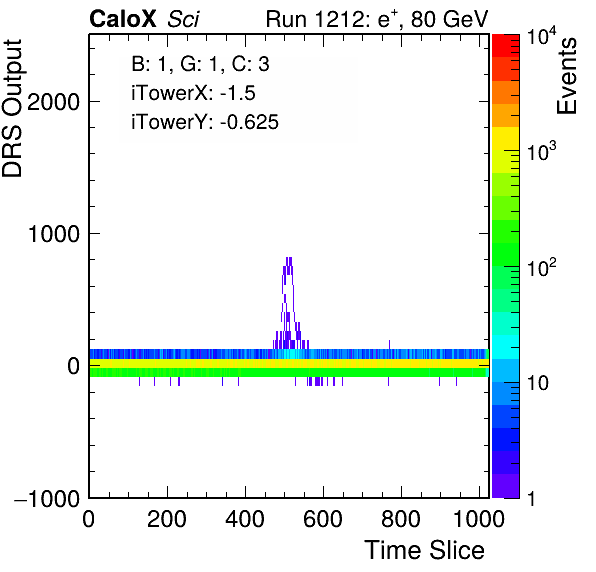 CaloX Sci
Run 1212: e⁺, 80 GeV
B: 1, G: 1, C: 3
iTowerX: -1.5
iTowerY: -0.625
DRS Output
2000
1000
0
−1000
0 200 400 600 800 1000
Time Slice
Events
10⁴
10³
10²
10
1